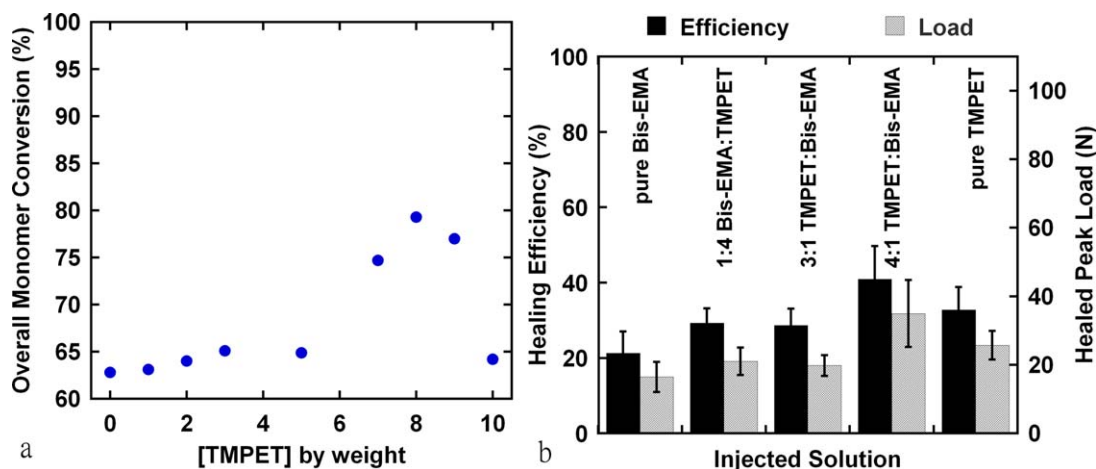 100
95
90
85
80
75
70
65
60
Overall Monomer Conversion (%)
0 2 4 6 8 10
[TMPET] by weight
a
Efficiency Load
100
80
60
40
20
0
Healing Efficiency (%)
pure Bis-EMA
1:4 Bis-EMA:TMPET
3:1 TMPET:Bis-EMA
4:1 TMPET:Bis-EMA
pure TMPET
100
80
60
40
20
0
Healed Peak Load (N)
Injected Solution
b